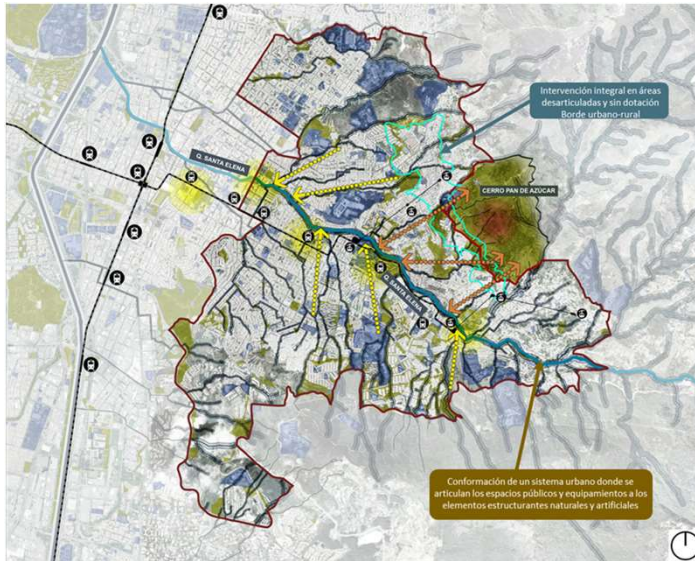 Intervención integral en áreas
desarticuladas y sin dotación
Borde urbano-rural
Q. SANTA ELENA
CERRO PAN DE AZÚCAR
Q. SANTA ELENA
Conformación de un sistema urbano donde se
articulan los espacios públicos y equipamientos a los
elementos estructurantes naturales y artificiales